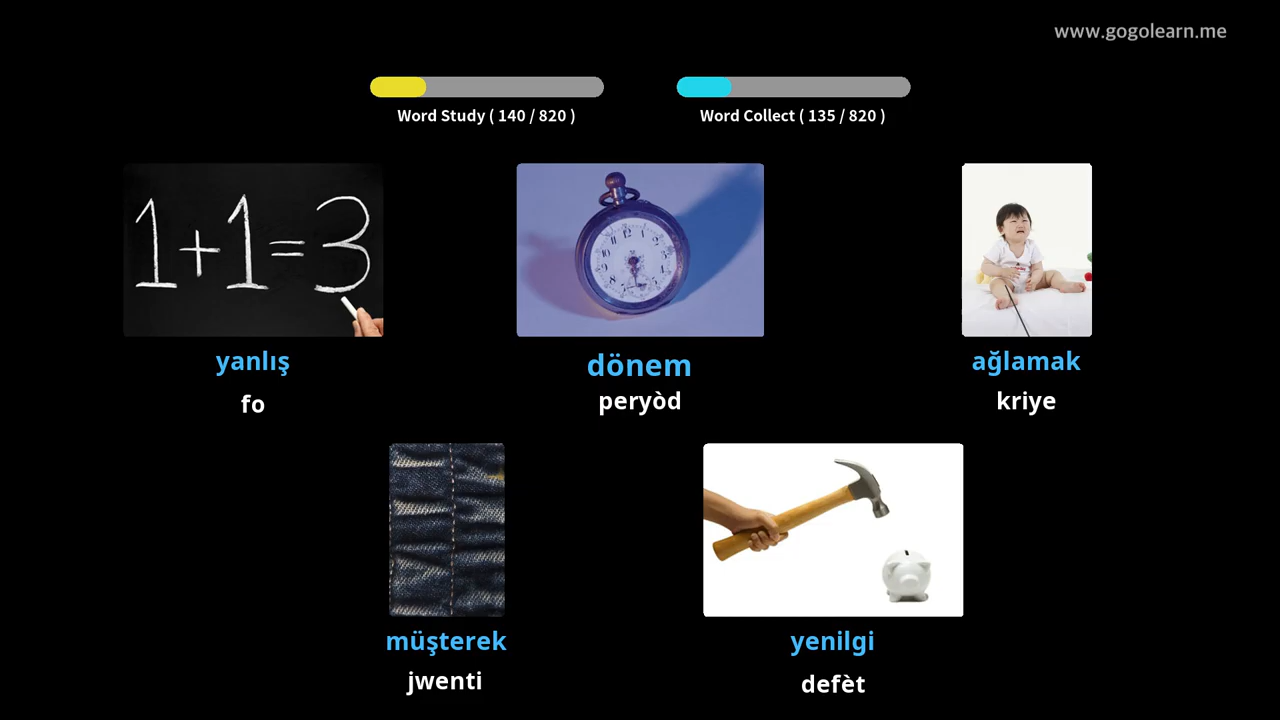 www.gogolearn.me
Word Study ( 140 / 820 )
Word Collect ( 135 / 820 )
1+1=3
yanlış
fo
dönem
peryòd
ağlamak
kriye
müşterek
jwenti
yenilgi
defèt